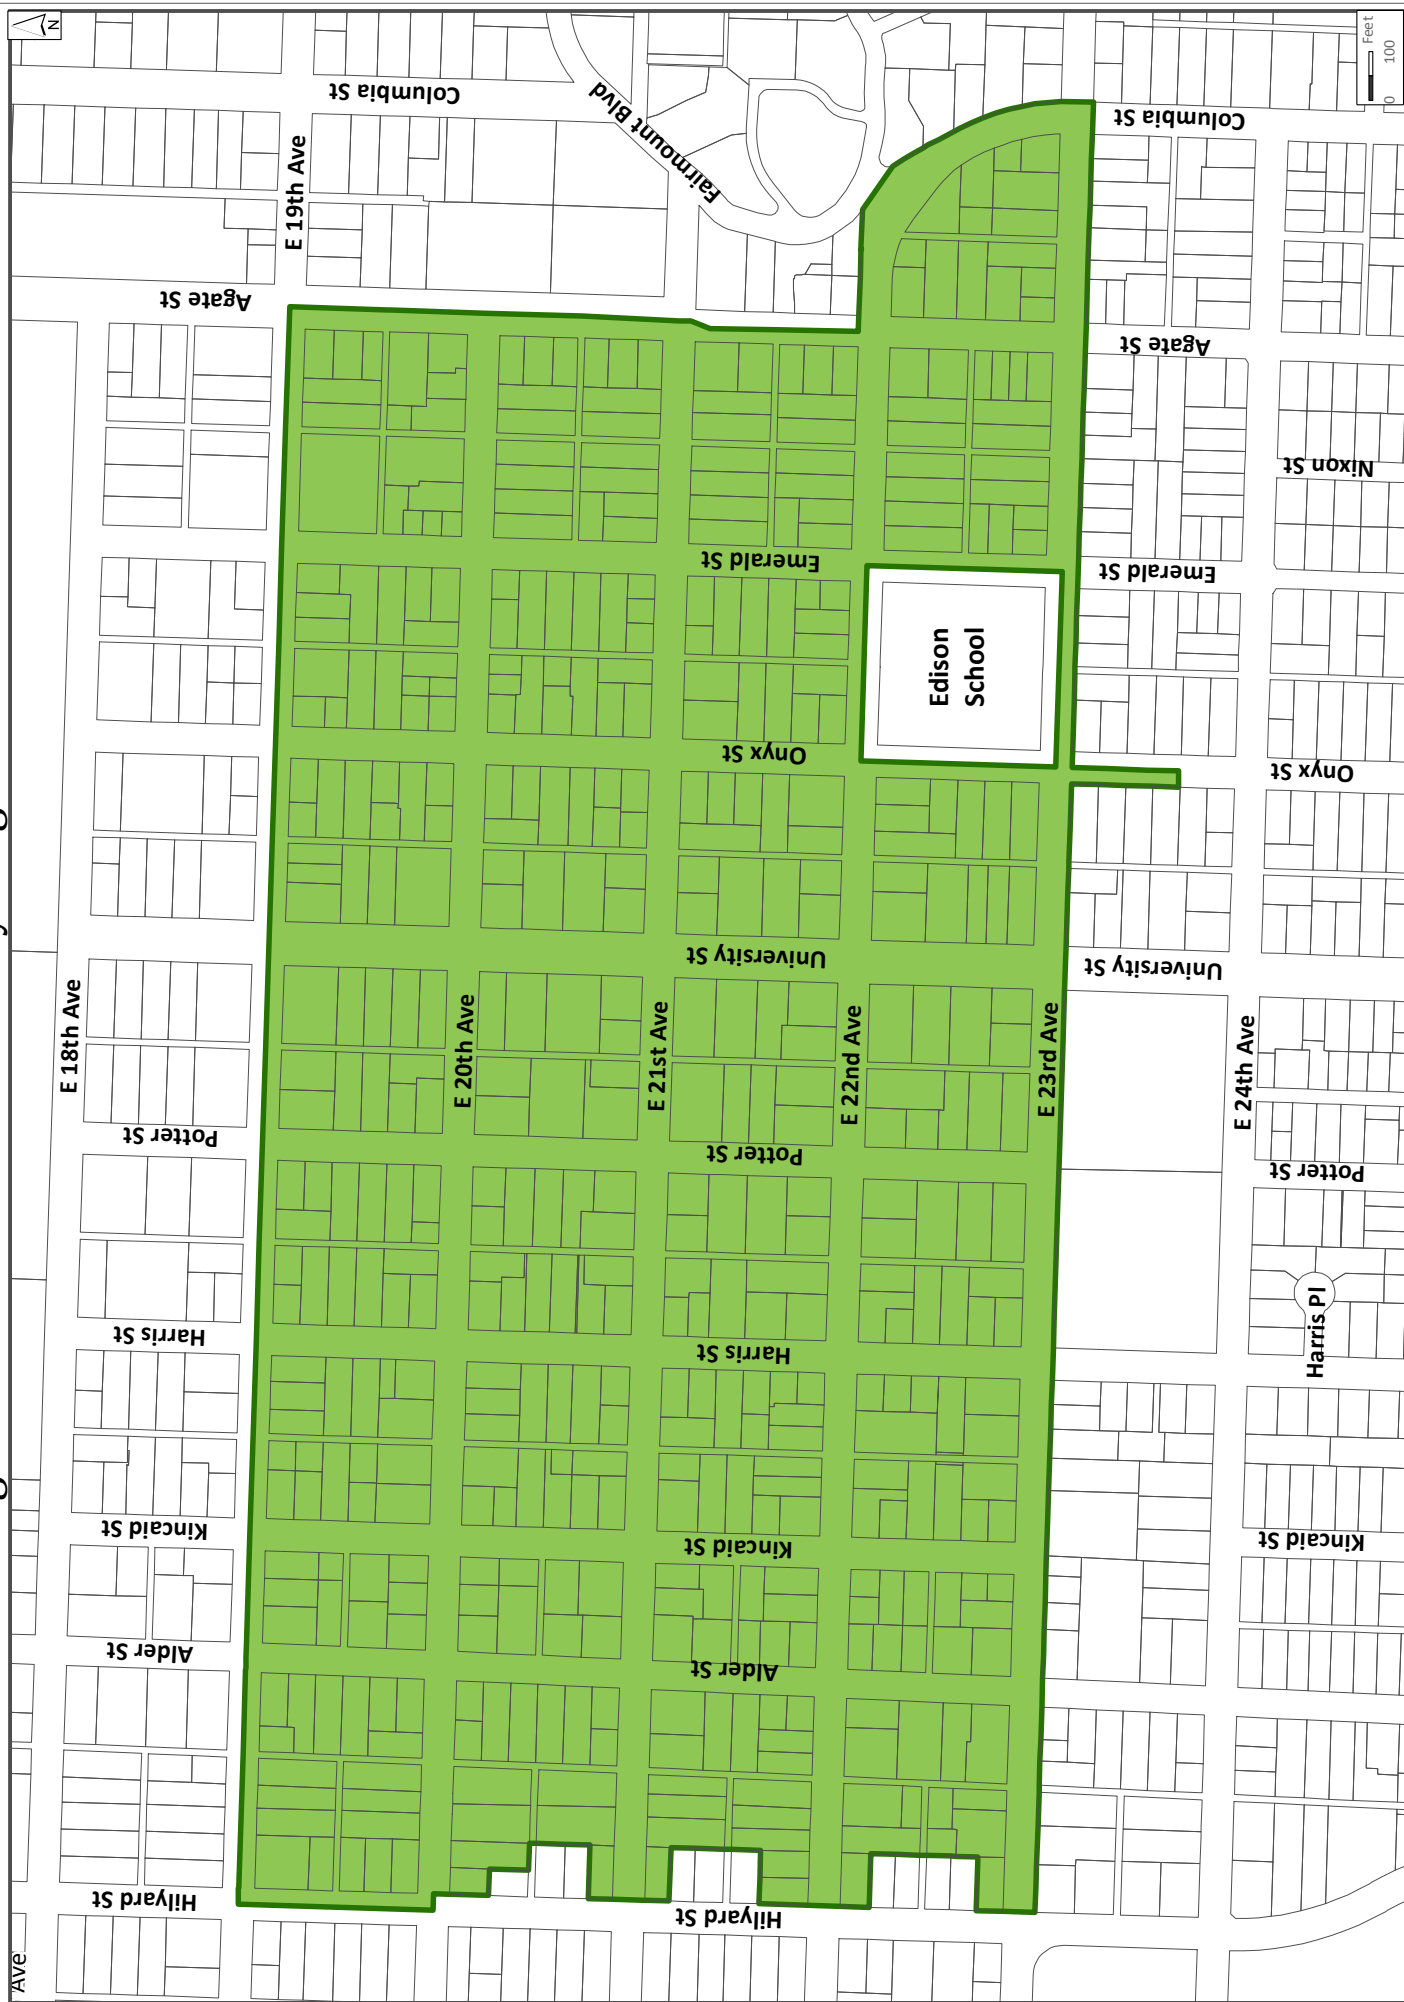 N
Feet
0 100
Columbia St
Fairmount Blvd
Columbia St
E 19th Ave
Agate St
Agate St
Nixon St
Emerald St
Emerald St
Edison
School
Onyx St
Onyx St
University St
University St
E 18th Ave
E 20th Ave
E 21st Ave
E 22nd Ave
E 23rd Ave
E 24th Ave
Potter St
Potter St
Potter St
Harris St
Harris St
Harris Pl
Kincaid St
Kincaid St
Kincaid St
Alder St
Alder St
Hilyard St
Hilyard St
Ave